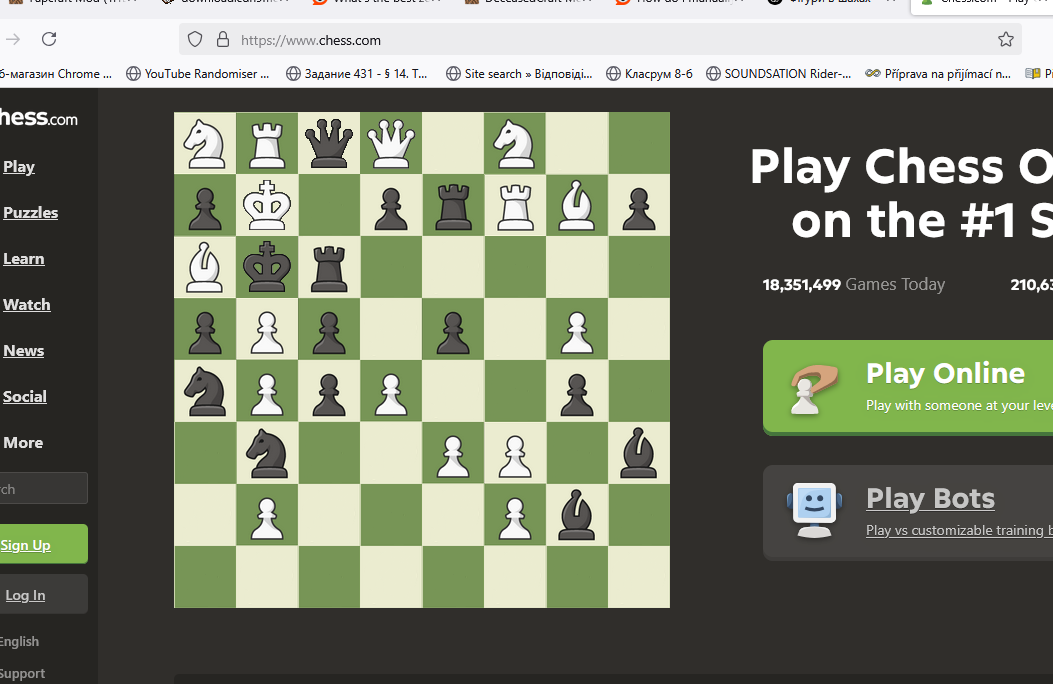 https://www.chess.com
б-магазин Chrome ... YouTube Randomiser ... Задание 431 - § 14. Т... Site search » Відповіді... Класрум 8-б SOUNDSATION Rider-... Příprava na přijímací n...
hess.com
Play
Puzzles
Learn
Watch
News
Social
More
rch
Sign Up
Log In
English
Support
Play Chess O
on the #1 S
18,351,499 Games Today 210,63
Play Online
Play with someone at your leve
Play Bots
Play vs customizable training b